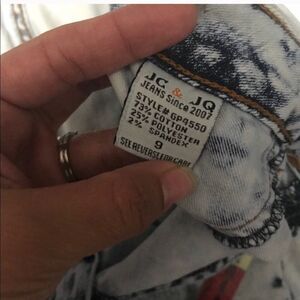 JC & JQ
JEANS SINCE 2007
STYLE# GP4550
73% COTTON
25% POLYESTER
2% SPANDEX
9
SEE REVERSE FOR CARE